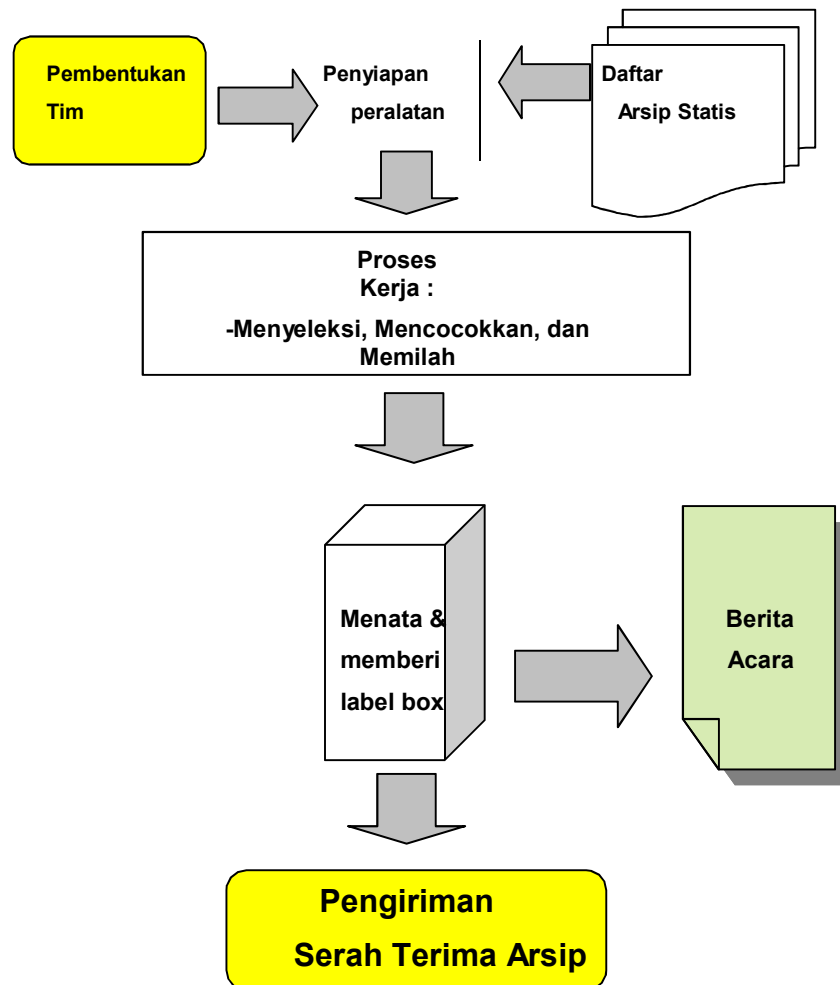 Pembentukan
Tim
Penyiapan
peralatan
Daftar
Arsip Statis
Proses
Kerja :
-Menyeleksi, Mencocokkan, dan
Memilah
Menata &
memberi
label box
Berita
Acara
Pengiriman
Serah Terima Arsip